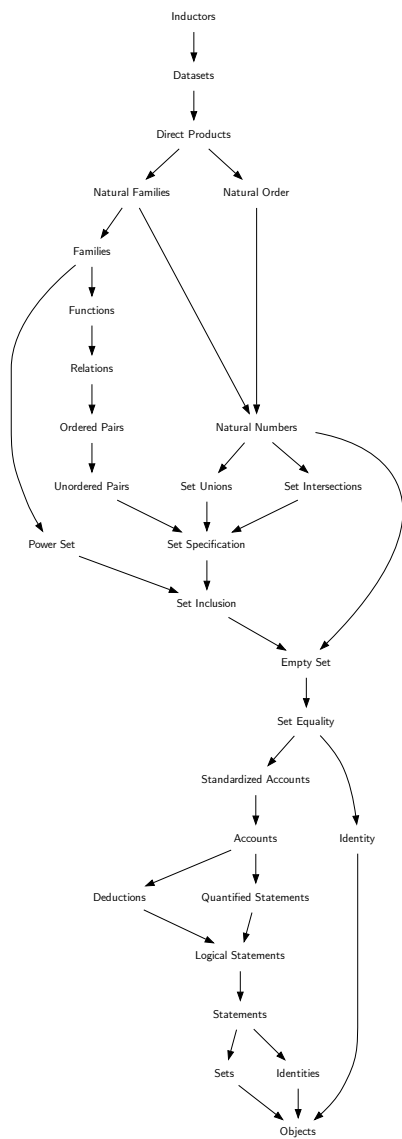 Inductors
Datasets
Direct Products
Natural Families
Natural Order
Families
Functions
Relations
Ordered Pairs
Natural Numbers
Unordered Pairs
Set Unions
Set Intersections
Power Set
Set Specification
Set Inclusion
Empty Set
Set Equality
Standardized Accounts
Accounts
Identity
Deductions
Quantified Statements
Logical Statements
Statements
Sets
Identities
Objects